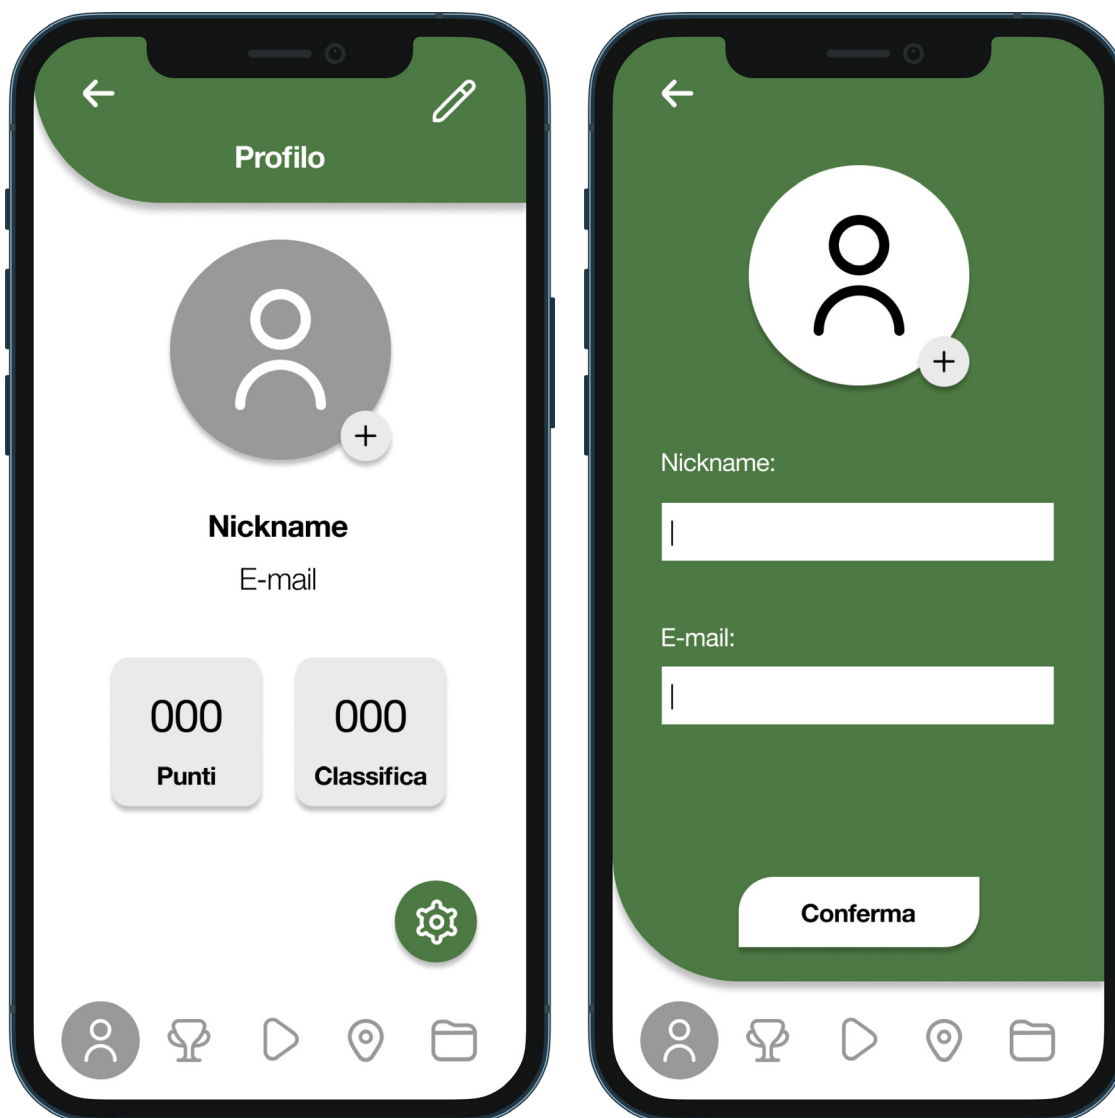 Profilo
Nickname
E-mail
000
Punti
000
Classifica
Nickname:
E-mail:
Conferma